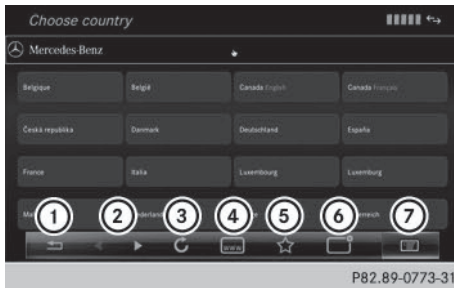 Choose country
Mercedes-Benz
Belgique België Canada English Canada Français
Česká republika Danmark Deutschland España
France Italia Luxembourg Luxemburg
1 2 3 4 5 6 7
www
P82.89-0773-31